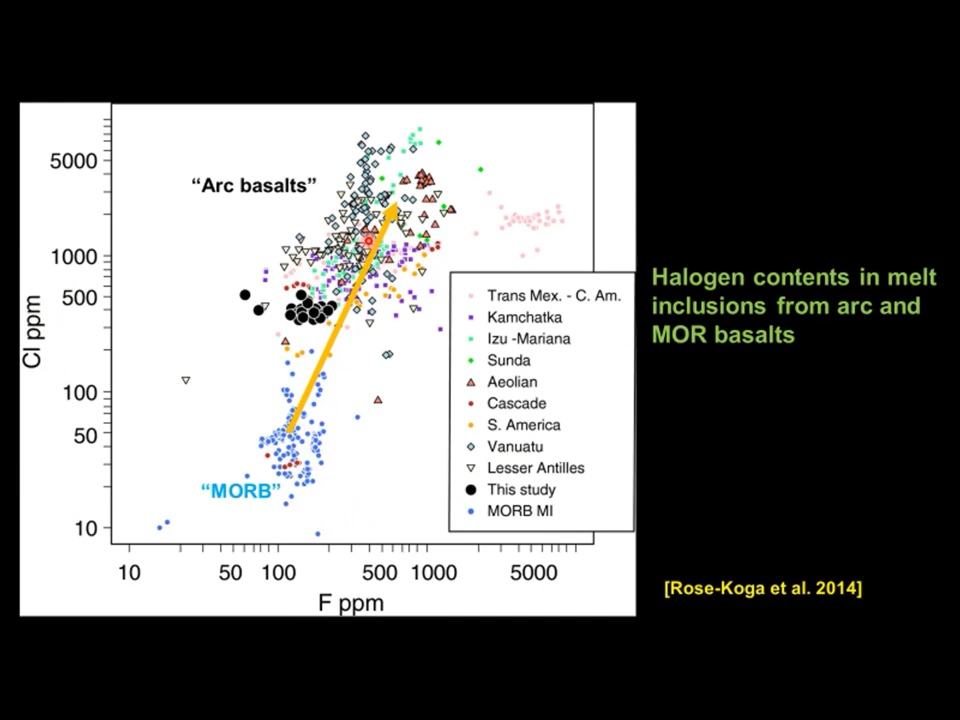 “Arc basalts”
“MORB”
Cl ppm
5000
1000
500
100
50
10
10
50
100
500
1000
5000
F ppm
Trans Mex. - C. Am.
Kamchatka
Izu -Mariana
Sunda
Aeolian
Cascade
S. America
Vanuatu
Lesser Antilles
This study
MORB MI
Halogen contents in melt
inclusions from arc and
MOR basalts
[Rose-Koga et al. 2014]